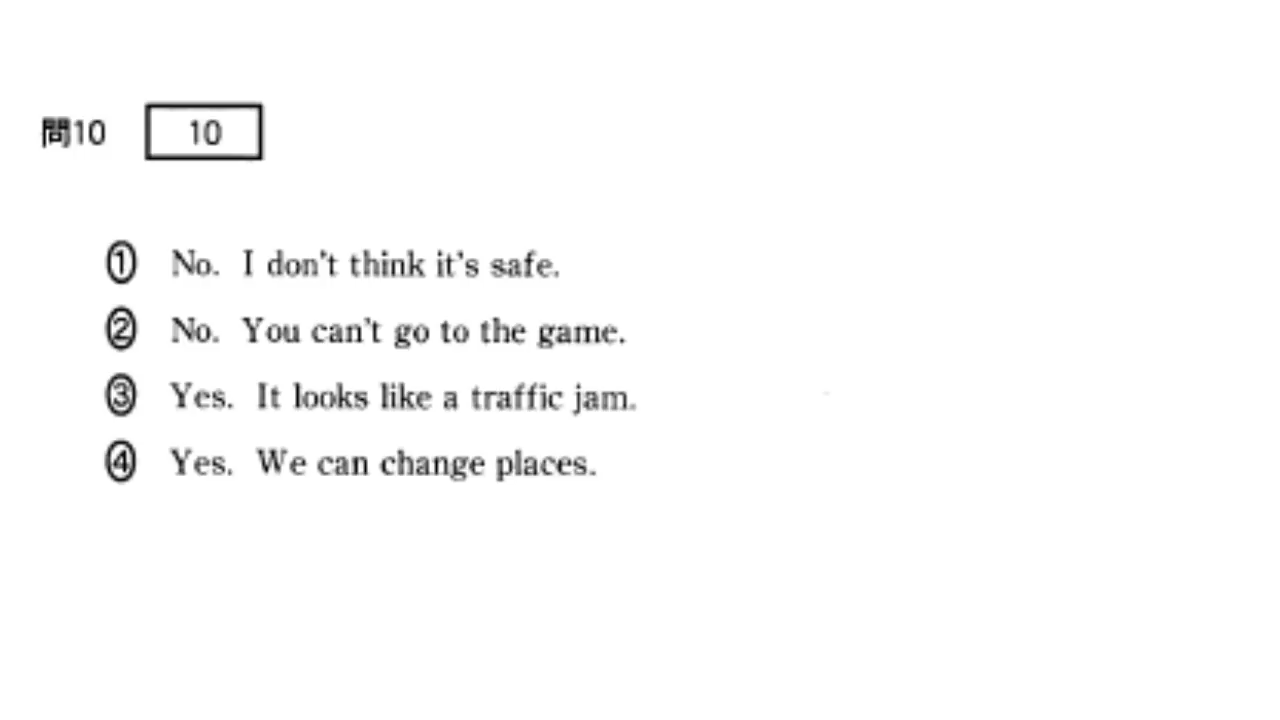 問10 10
① No. I don't think it's safe.
② No. You can't go to the game.
③ Yes. It looks like a traffic jam.
④ Yes. We can change places.